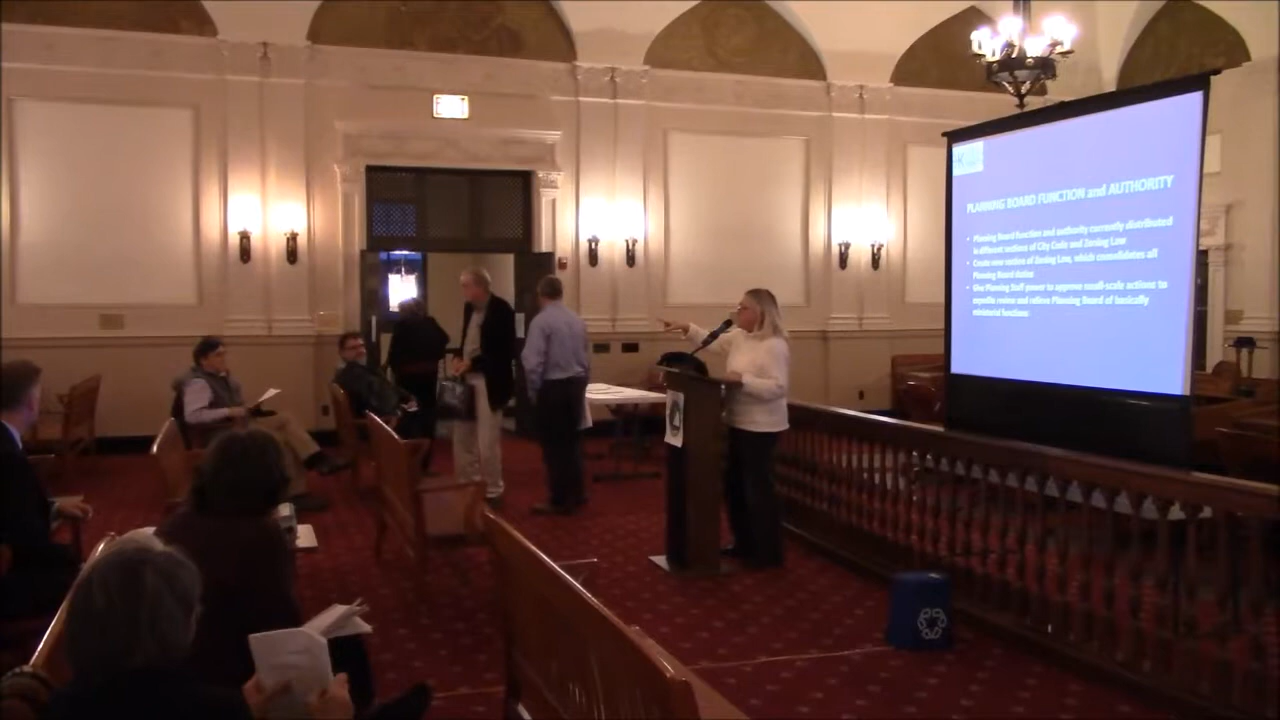 EXIT
PLANNING BOARD FUNCTION and AUTHORITY
• Planning Board function and authority currently distributed
in different sections of City Code and Zoning Law
• Create new section of Zoning Law, which consolidates all
Planning Board duties
• Give Planning Staff power to approve small-scale actions to
expedite review and relieve Planning Board of basically
ministerial functions